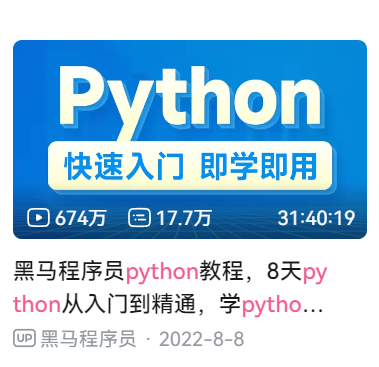 Python
快速入门 即学即用
674万 17.7万 31:40:19
黑马程序员python教程，8天py
thon从入门到精通，学pytho...
UP 黑马程序员 · 2022-8-8